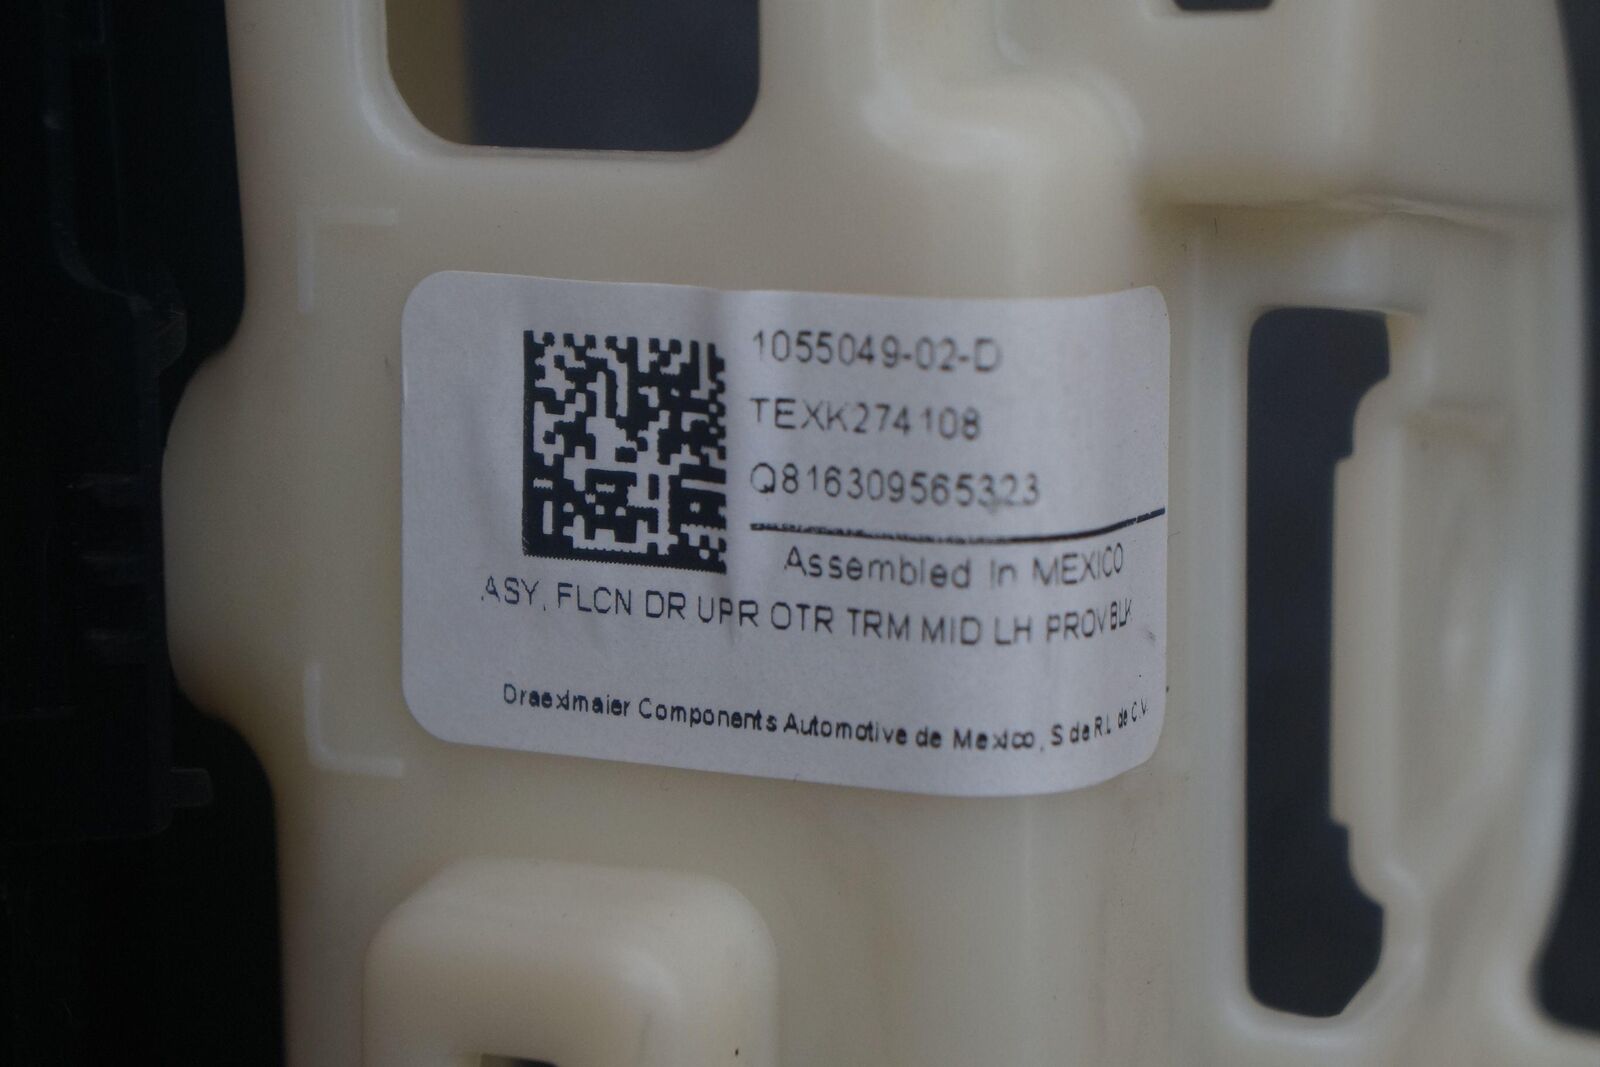 1055049-02-D
TEXK274108
Q816309565323
Assembled In MEXICO
ASY, FLCN DR UPR OTR TRM MID LH PROV BLK
Draexlmaier Components Automotive de Mexico, S de R.L de C.V.